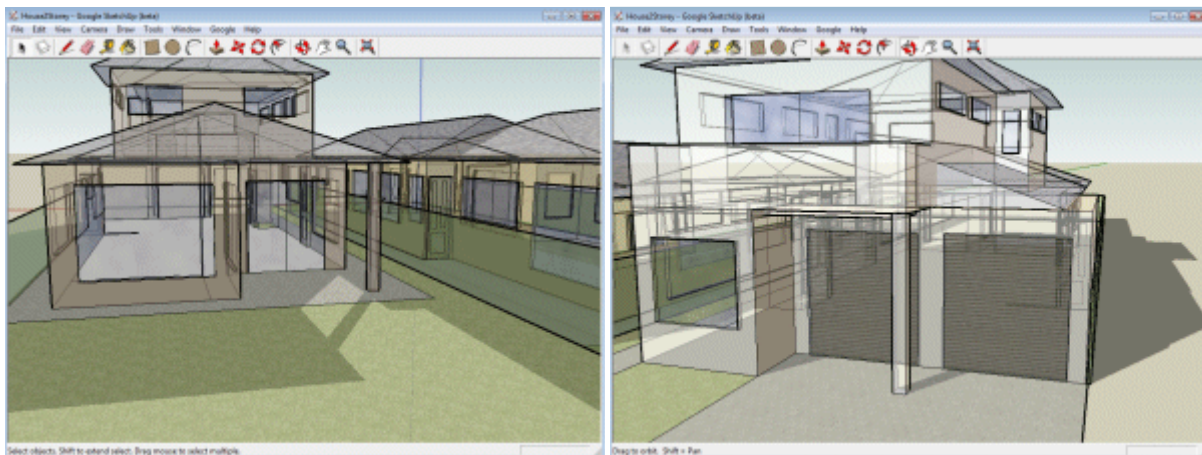 House2Storey - Google SketchUp (beta)
File Edit View Camera Draw Tools Window Google Help
Select objects. Shift to extend select. Drag mouse to select multiple.
House2Storey - Google SketchUp (beta)
File Edit View Camera Draw Tools Window Google Help
Drag to orbit. Shift = Pan